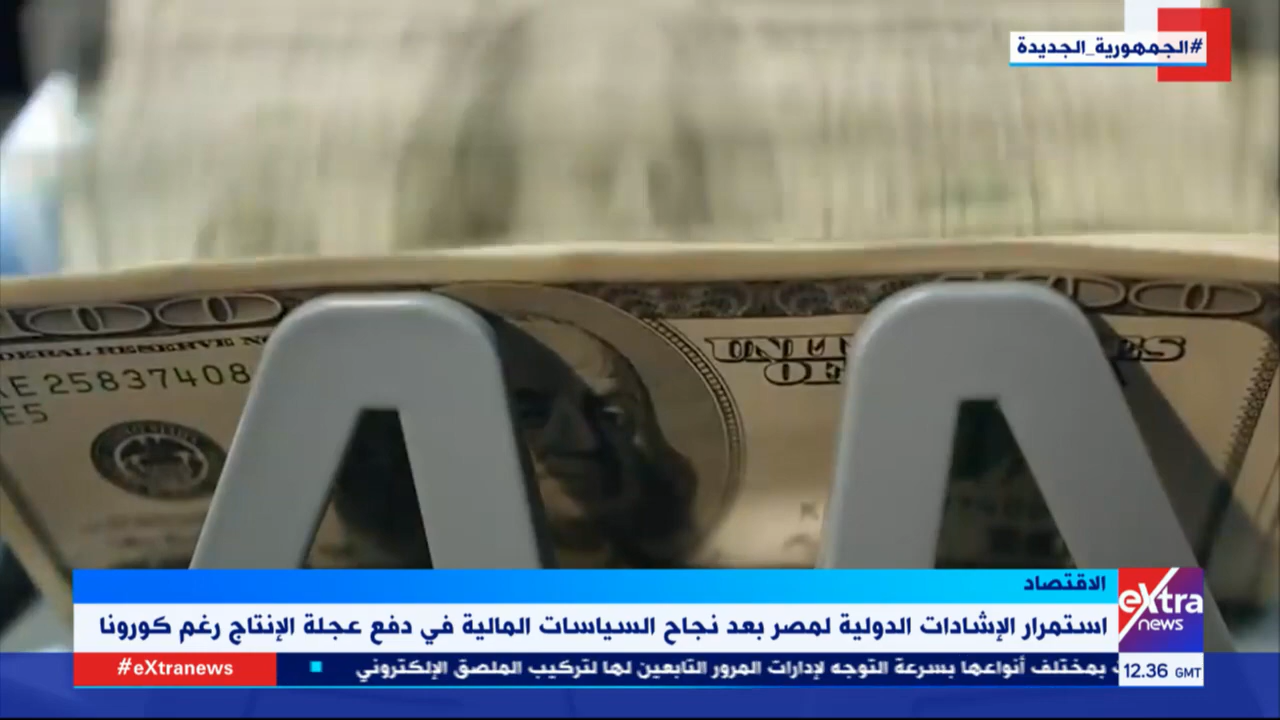 #الجمهورية_الجديدة
FEDERAL RESERVE
25837408
E5
UNITED STATES
OF
الاقتصاد
استمرار الإشادات الدولية لمصر بعد نجاح السياسات المالية في دفع عجلة الإنتاج رغم كورونا
eXtra
news
بمختلف أنواعها بسرعة التوجه لإدارات المرور التابعين لها لتركيب الملصق الإلكتروني
#eXtranews
12.36 GMT